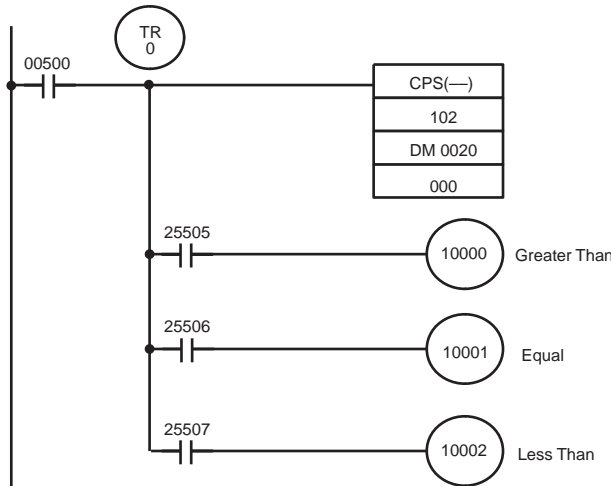 TR
0
00500
CPS(––)
102
DM 0020
000
25505
10000 Greater Than
25506
10001 Equal
25507
10002 Less Than